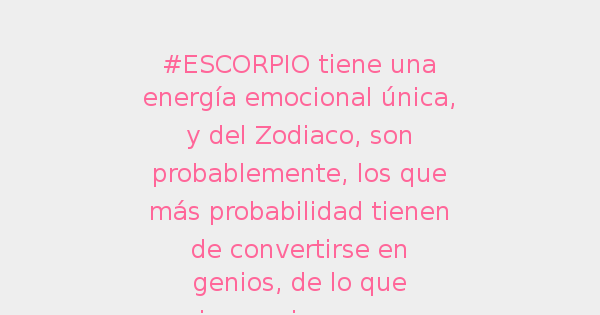 #ESCORPIO tiene una
energía emocional única,
y del Zodiaco, son
probablemente, los que
más probabilidad tienen
de convertirse en
genios, de lo que